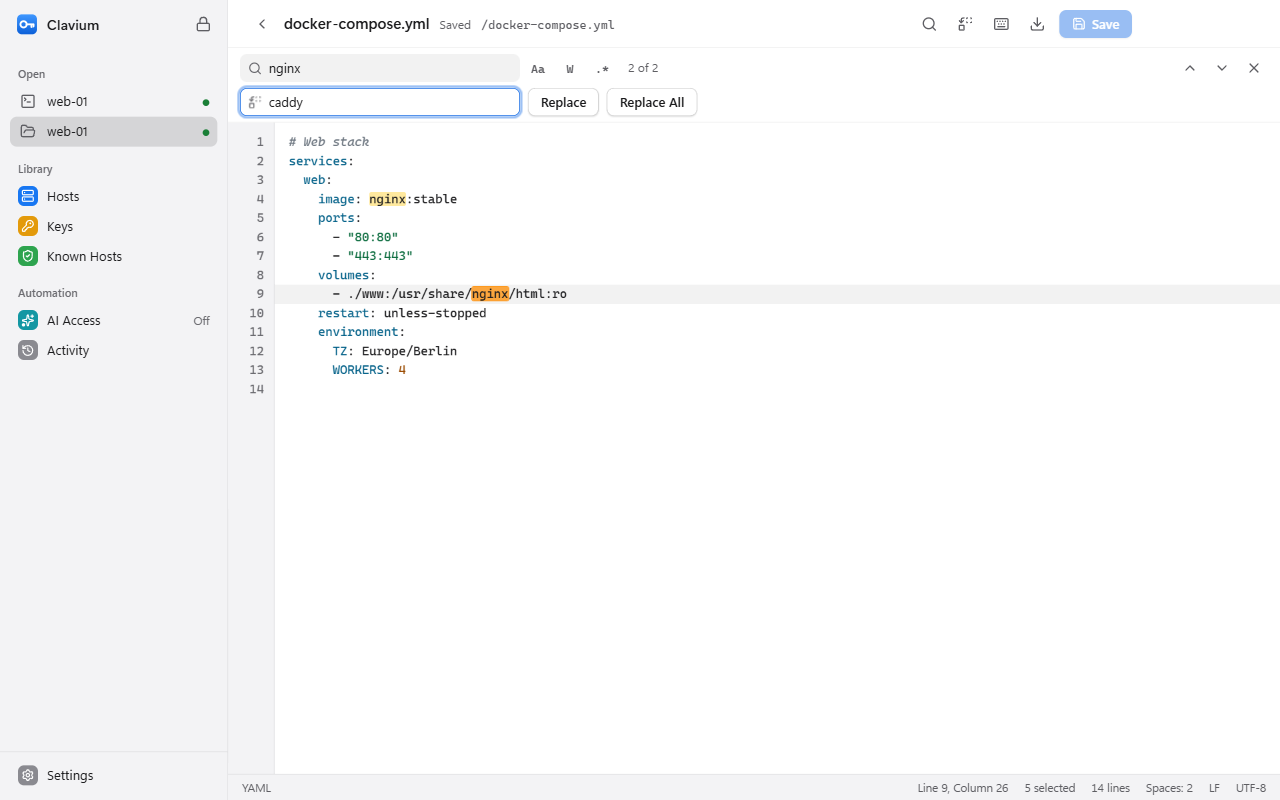 Clavium
docker-compose.yml Saved /docker-compose.yml
Save
Open
web-01
web-01
Library
Hosts
Keys
Known Hosts
Automation
AI Access Off
Activity
Settings
nginx Aa W .* 2 of 2
caddy Replace Replace All
1 # Web stack
2 services:
3 web:
4 image: nginx:stable
5 ports:
6 - "80:80"
7 - "443:443"
8 volumes:
9 - ./www:/usr/share/nginx/html:ro
10 restart: unless-stopped
11 environment:
12 TZ: Europe/Berlin
13 WORKERS: 4
14
YAML Line 9, Column 26 5 selected 14 lines Spaces: 2 LF UTF-8